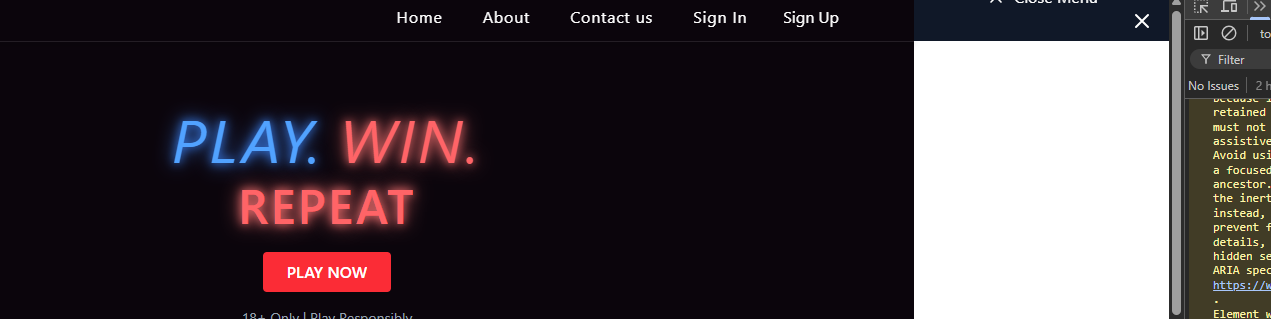 Home About Contact us Sign In Sign Up
Close Menu
PLAY. WIN.
REPEAT
PLAY NOW
18+ Only | Play Responsibly
to
Filter
No Issues 2 h
because i
retained
must not
assistive
Avoid usi
a focused
ancestor.
the inert
instead,
prevent f
details,
hidden se
ARIA spec
https://w
.
Element w